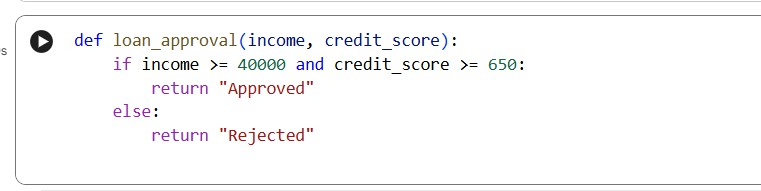 s
def loan_approval(income, credit_score):
    if income >= 40000 and credit_score >= 650:
        return "Approved"
    else:
        return "Rejected"